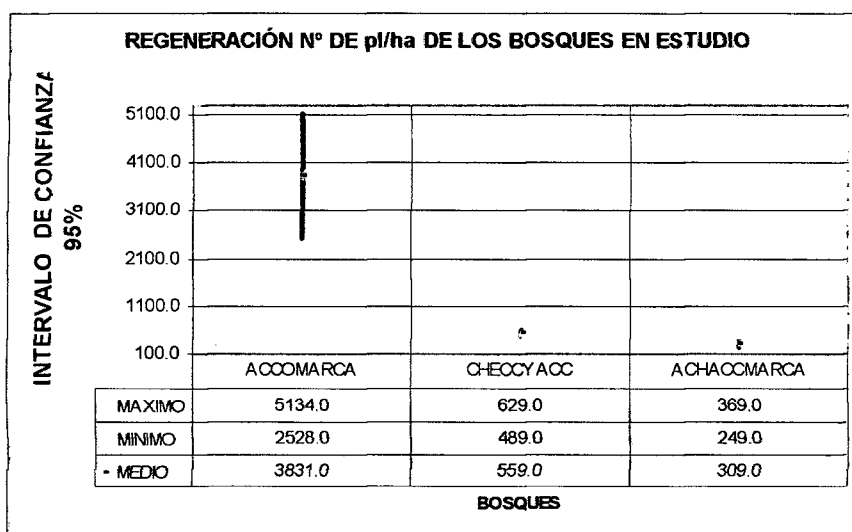 REGENERACIÓN Nº DE pl/ha DE LOS BOSQUES EN ESTUDIO
INTERVALO DE CONFIANZA
95%
5100.0
4100.0
3100.0
2100.0
1100.0
100.0
ACCOMARCA CHECCYACC ACHACCMARCA
MAXIMO 5134.0 629.0 369.0
MINIMO 2528.0 489.0 249.0
- MEDIO 3831.0 559.0 309.0
BOSQUES